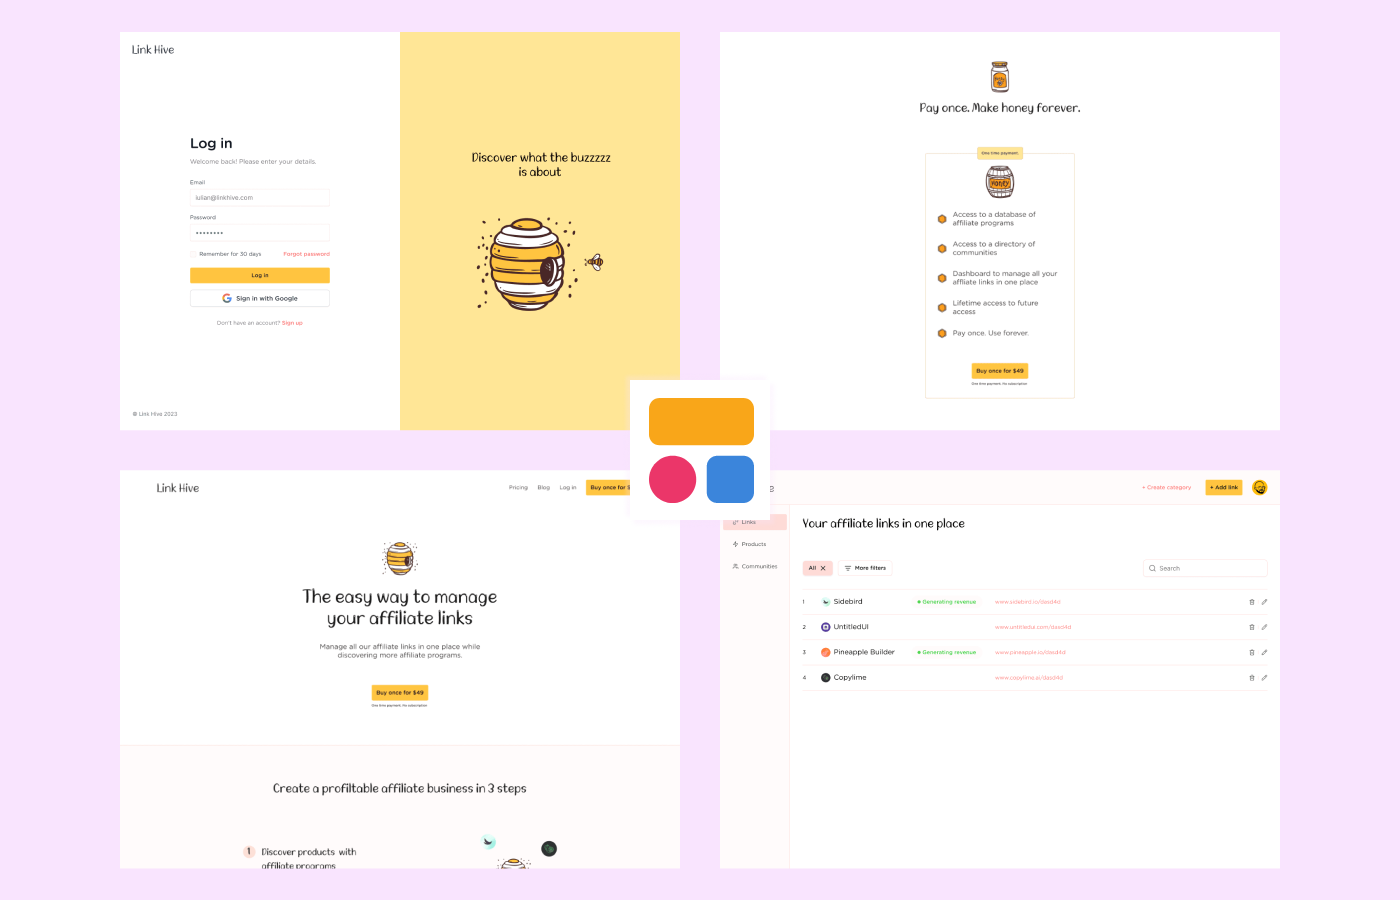 Link Hive
Log in
Welcome back! Please enter your details.
Email
iulian@linkhive.com
Password
Remember for 30 days
Forgot password
Log in
Sign in with Google
Don't have an account? Sign up
© Link Hive 2023
Discover what the buzzzzz
is about
Pay once. Make honey forever.
One time payment.
HONEY
Access to a database of
affiliate programs
Access to a directory of
communities
Dashboard to manage all your
affliate links in one place
Lifetime access to future
access
Pay once. Use forever.
Buy once for $49
One time payment. No subscription
Link Hive
Pricing
Blog
Log in
Buy once for $
The easy way to manage
your affiliate links
Manage all our affiliate links in one place while
discovering more affiliate programs.
Buy once for $49
One time payment. No subscription
Create a profiltable affiliate business in 3 steps
1
Discover products with
affiliate programs
+ Create category
+ Add link
Links
Products
Communities
Your affiliate links in one place
All
More filters
Search
1 Sidebird Generating revenue www.sidebird.io/dasd4d
2 UntitledUI www.untitledui.com/dasd4d
3 Pineapple Builder Generating revenue www.pineapple.io/dasd4d
4 Copylime www.copylime.ai/dasd4d